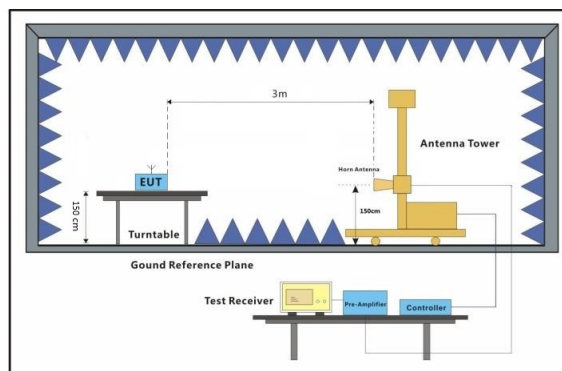 3m
Antenna Tower
Horn Antenna
EUT
150 cm
150cm
Turntable
Gound Reference Plane
Test Receiver
Pre-Amplifier
Controller